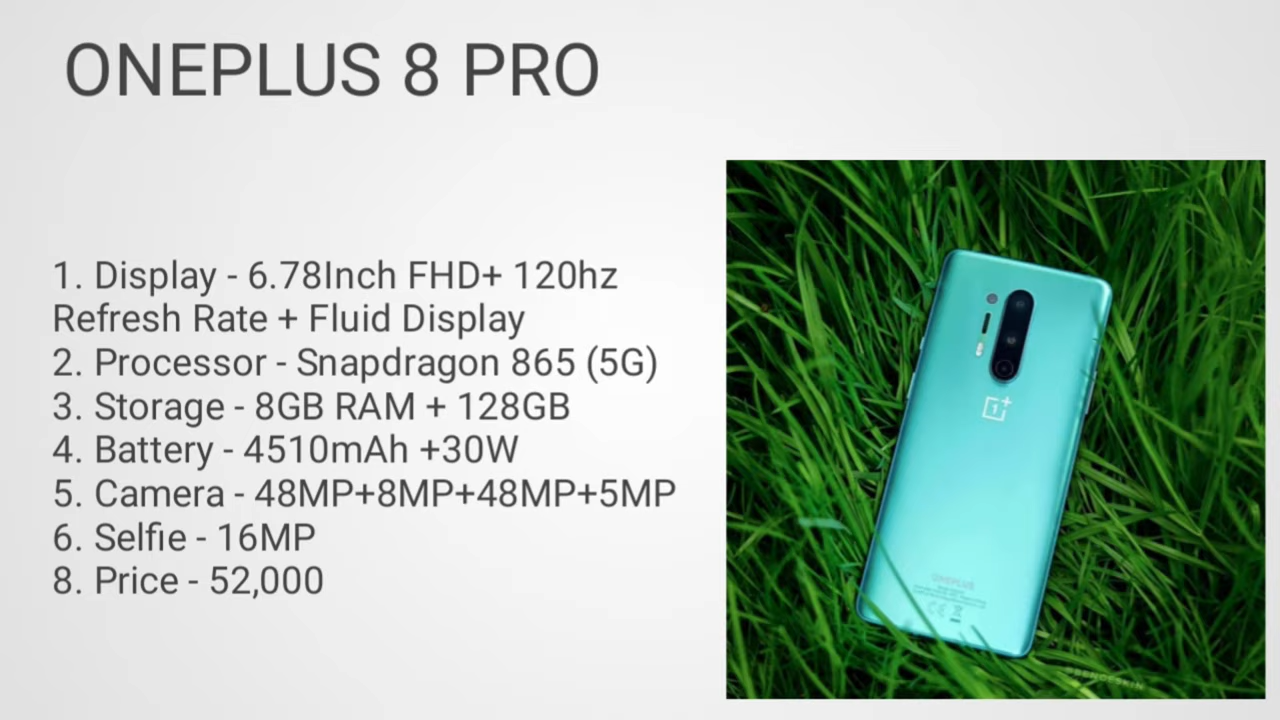 ONEPLUS 8 PRO
1. Display - 6.78Inch FHD+ 120hz
Refresh Rate + Fluid Display
2. Processor - Snapdragon 865 (5G)
3. Storage - 8GB RAM + 128GB
4. Battery - 4510mAh +30W
5. Camera - 48MP+8MP+48MP+5MP
6. Selfie - 16MP
8. Price - 52,000
ONEPLUS